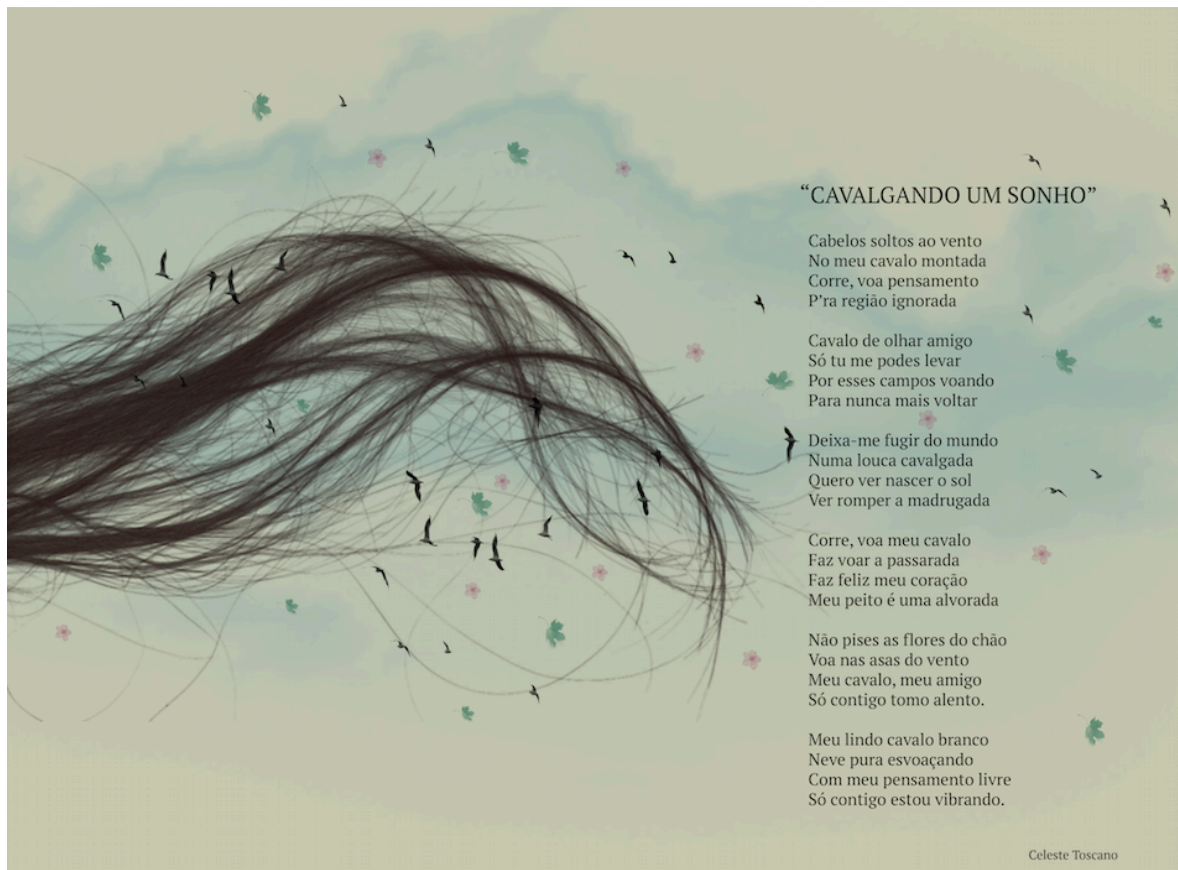 “CAVALGANDO UM SONHO”
Cabelos soltos ao vento
No meu cavalo montada
Corre, voa pensamento
P’ra região ignorada
Cavalo de olhar amigo
Só tu me podes levar
Por esses campos voando
Para nunca mais voltar
Deixa-me fugir do mundo
Numa louca cavalgada
Quero ver nascer o sol
Ver romper a madrugada
Corre, voa meu cavalo
Faz voar a passarada
Faz feliz meu coração
Meu peito é uma alvorada
Não pises as flores do chão
Voa nas asas do vento
Meu cavalo, meu amigo
Só contigo tomo alento.
Meu lindo cavalo branco
Neve pura esvoaçando
Com meu pensamento livre
Só contigo estou vibrando.
Celeste Toscano